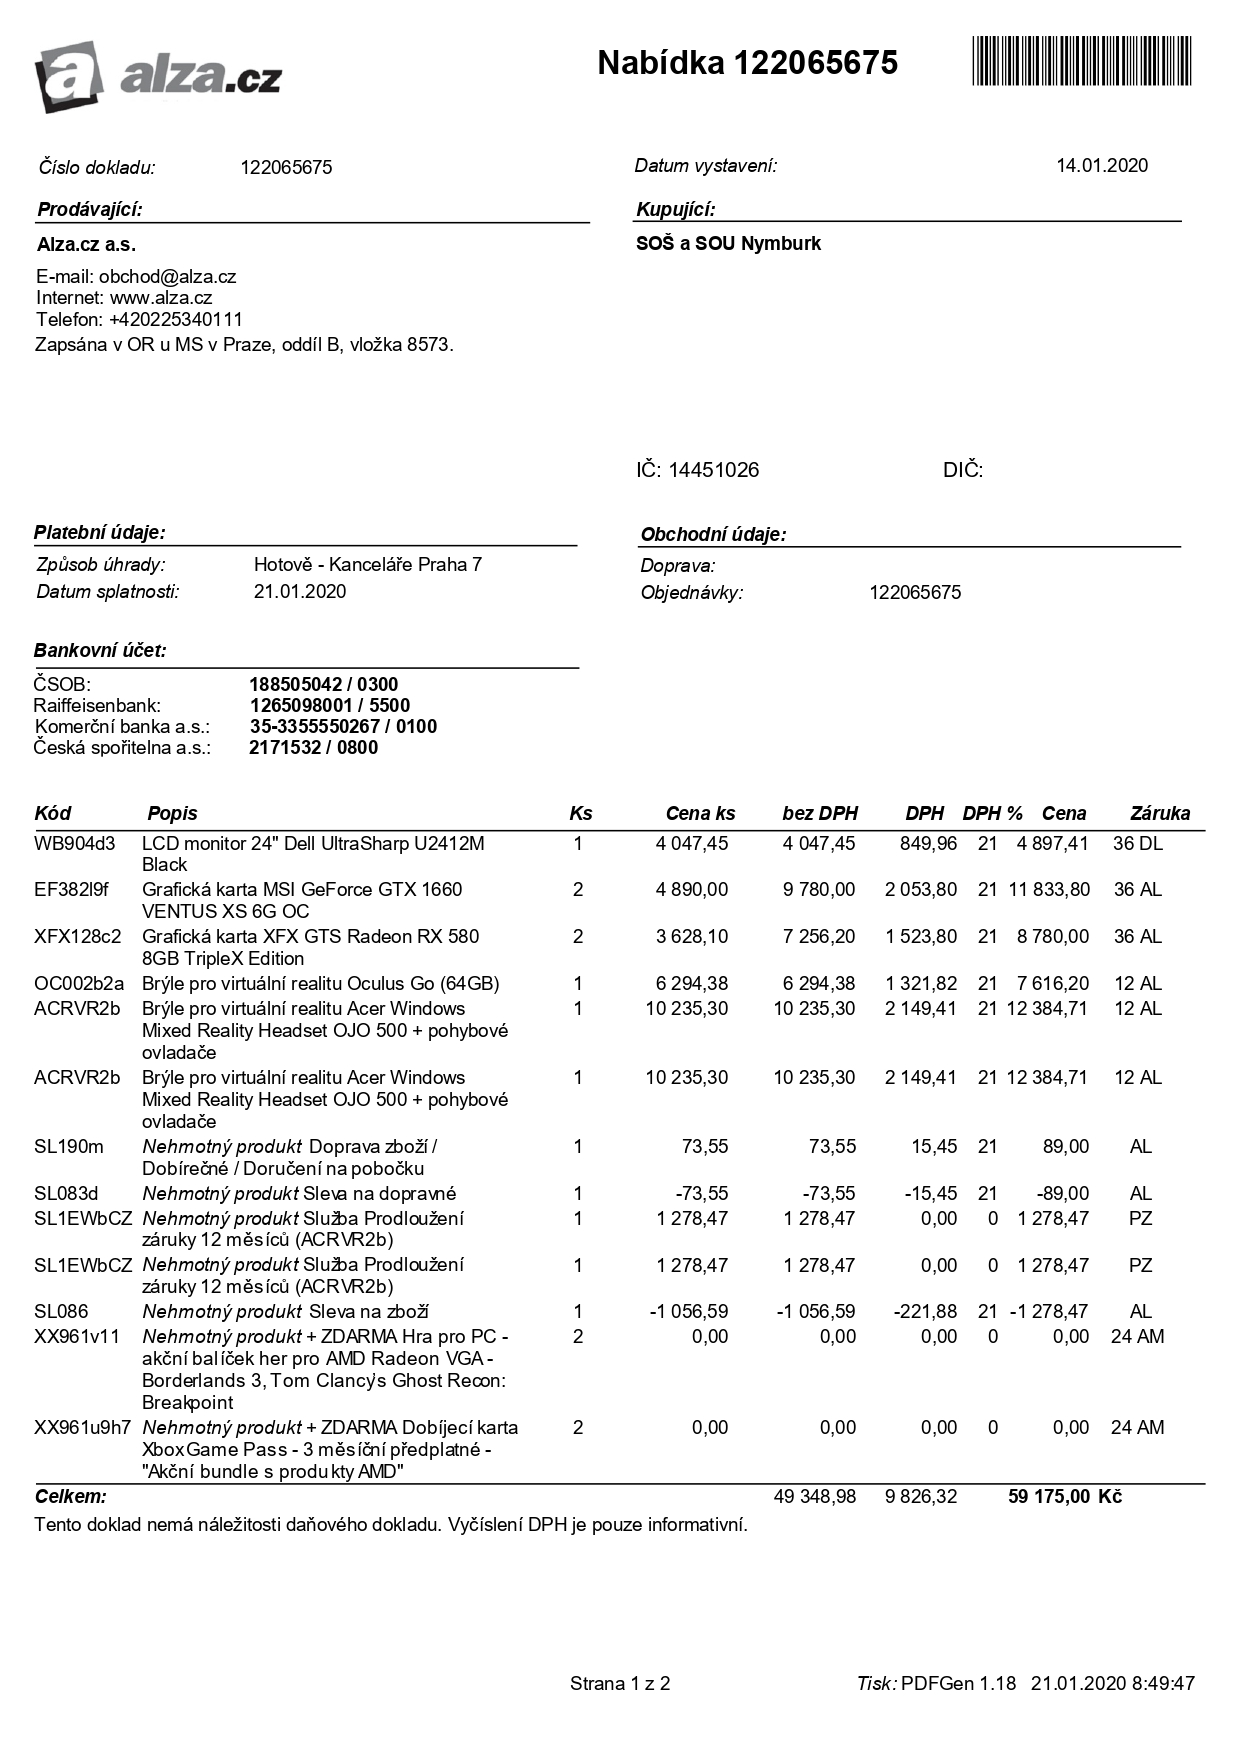 a alza.cz
Nabídka 122065675
Číslo dokladu: 122065675
Datum vystavení: 14.01.2020
Prodávající:
Alza.cz a.s.
E-mail: obchod@alza.cz
Internet: www.alza.cz
Telefon: +420225340111
Zapsána v OR u MS v Praze, oddíl B, vložka 8573.
Kupující:
SOŠ a SOU Nymburk
IČ: 14451026 DIČ:
Platební údaje:
Způsob úhrady: Hotově - Kanceláře Praha 7
Datum splatnosti: 21.01.2020
Obchodní údaje:
Doprava:
Objednávky: 122065675
Bankovní účet:
ČSOB: 188505042 / 0300
Raiffeisenbank: 1265098001 / 5500
Komerční banka a.s.: 35-3355550267 / 0100
Česká spořitelna a.s.: 2171532 / 0800
Kód Popis Ks Cena ks bez DPH DPH DPH % Cena Záruka
WB904d3 LCD monitor 24" Dell UltraSharp U2412M 1 4 047,45 4 047,45 849,96 21 4 897,41 36 DL
Black
EF382l9f Grafická karta MSI GeForce GTX 1660 2 4 890,00 9 780,00 2 053,80 21 11 833,80 36 AL
VENTUS XS 6G OC
XFX128c2 Grafická karta XFX GTS Radeon RX 580 2 3 628,10 7 256,20 1 523,80 21 8 780,00 36 AL
8GB TripleX Edition
OC002b2a Brýle pro virtuální realitu Oculus Go (64GB) 1 6 294,38 6 294,38 1 321,82 21 7 616,20 12 AL
ACRVR2b Brýle pro virtuální realitu Acer Windows 1 10 235,30 10 235,30 2 149,41 21 12 384,71 12 AL
Mixed Reality Headset OJO 500 + pohybové
ovladače
ACRVR2b Brýle pro virtuální realitu Acer Windows 1 10 235,30 10 235,30 2 149,41 21 12 384,71 12 AL
Mixed Reality Headset OJO 500 + pohybové
ovladače
SL190m Nehmotný produkt Doprava zboží / 1 73,55 73,55 15,45 21 89,00 AL
Dobírečné / Doručení na pobočku
SL083d Nehmotný produkt Sleva na dopravné 1 -73,55 -73,55 -15,45 21 -89,00 AL
SL1EWbCZ Nehmotný produkt Služba Prodloužení 1 1 278,47 1 278,47 0,00 0 1 278,47 PZ
záruky 12 měsíců (ACRVR2b)
SL1EWbCZ Nehmotný produkt Služba Prodloužení 1 1 278,47 1 278,47 0,00 0 1 278,47 PZ
záruky 12 měsíců (ACRVR2b)
SL086 Nehmotný produkt Sleva na zboží 1 -1 056,59 -1 056,59 -221,88 21 -1 278,47 AL
XX961v11 Nehmotný produkt + ZDARMA Hra pro PC - 2 0,00 0,00 0,00 0 0,00 24 AM
akční balíček her pro AMD Radeon VGA -
Borderlands 3, Tom Clancy's Ghost Recon:
Breakpoint
XX961u9h7 Nehmotný produkt + ZDARMA Dobíjecí karta 2 0,00 0,00 0,00 0 0,00 24 AM
Xbox Game Pass - 3 měsíční předplatné -
"Akční bundle s produkty AMD"
Celkem: 49 348,98 9 826,32 59 175,00 Kč
Tento doklad nemá náležitosti daňového dokladu. Vyčíslení DPH je pouze informativní.
Strana 1 z 2 Tisk: PDFGen 1.18 21.01.2020 8:49:47